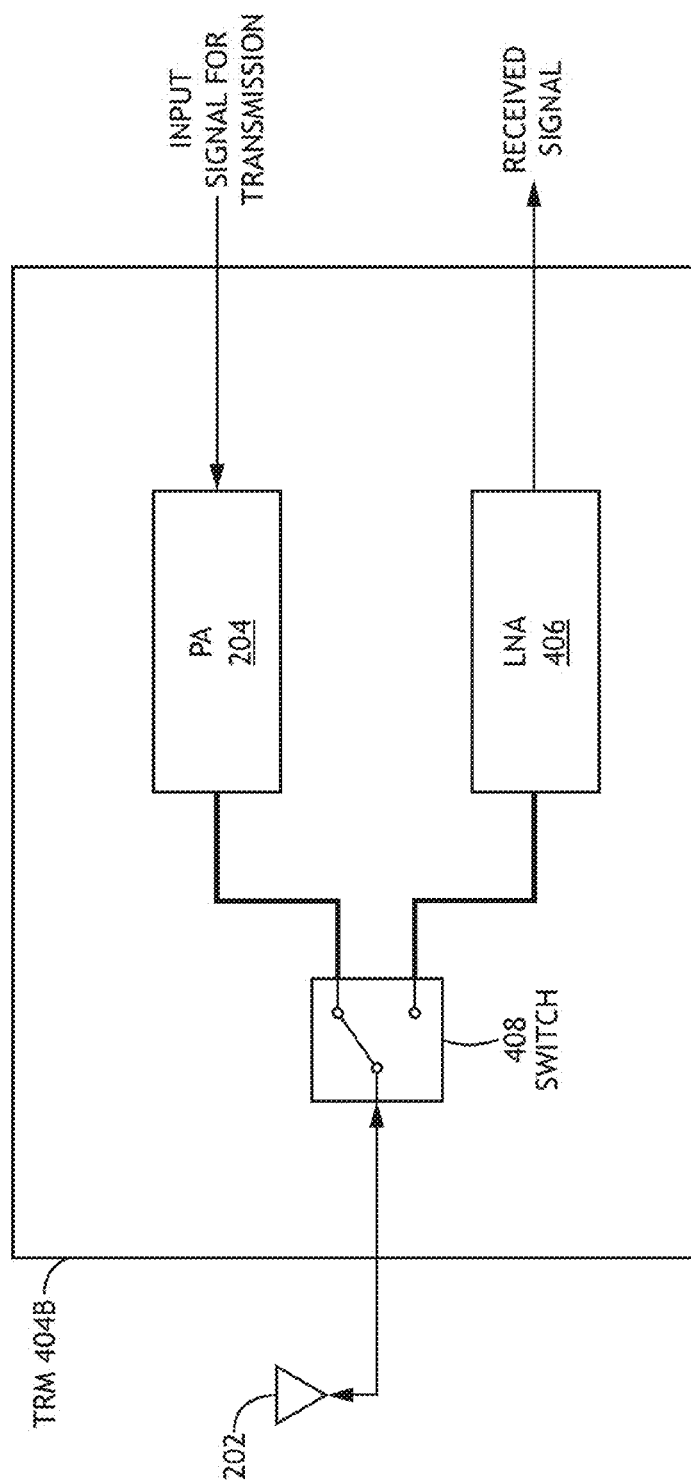 TRM 404B
202
408
SWITCH
PA
204
LNA
406
INPUT
SIGNAL FOR
TRANSMISSION
RECEIVED
SIGNAL